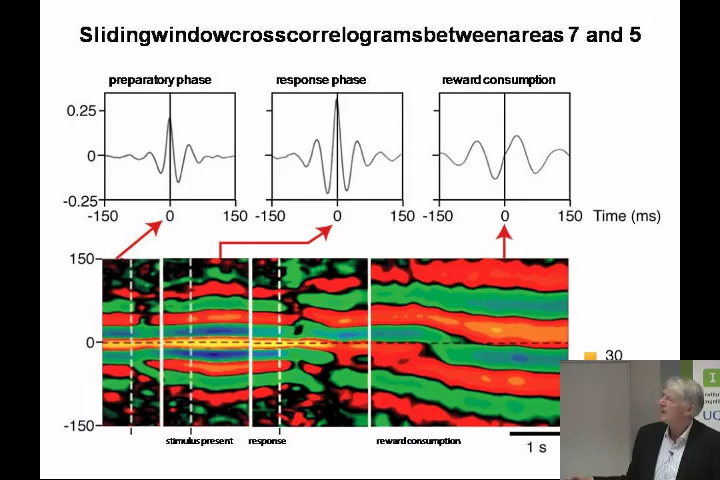 Slidingwindowcrosscorrelogramsbetweenareas 7 and 5
preparatory phase
response phase
reward consumption
0.25
0
-0.25
-150 0 150
-150 0 150
-150 0 150 Time (ms)
150
0
-150
30
stimulus present
response
reward consumption
1 s